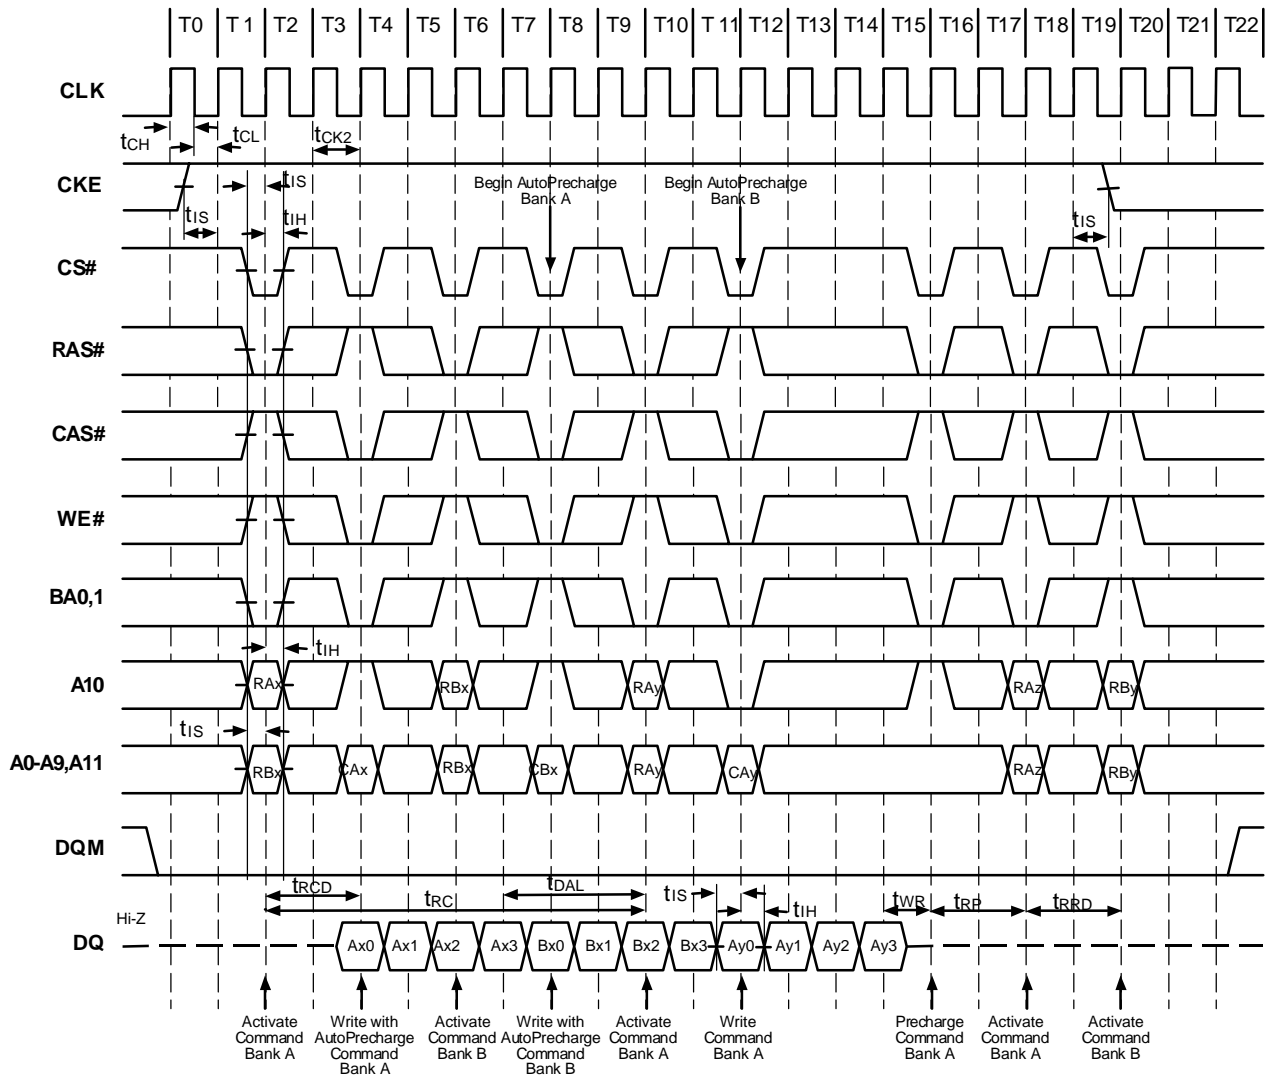 T0 T 1 T2 T3 T4 T5 T6 T7 T8 T9 T10 T 11 T12 T13 T14 T15 T16 T17 T18 T19 T20 T21 T22
CLK
tCH tCL tCK2
CKE
tIS
Begin AutoPrecharge
Bank A
Begin AutoPrecharge
Bank B
tIS tIH tIS
CS#
RAS#
CAS#
WE#
BA0,1
tIH
A10
RAx RBx RAy RAz RBy
tIS
A0-A9,A11
RBx CAx RBx CBx RAy CAy RAz RBy
DQM
tRCD tRC tDAL tIS tIH tWR tRP tRRD
Hi-Z
DQ
Ax0 Ax1 Ax2 Ax3 Bx0 Bx1 Bx2 Bx3 Ay0 Ay1 Ay2 Ay3
Activate
Command
Bank A
Write with
AutoPrecharge
Command
Bank A
Activate
Command
Bank B
Write with
AutoPrecharge
Command
Bank B
Activate
Command
Bank A
Write
Command
Bank A
Precharge
Command
Bank A
Activate
Command
Bank A
Activate
Command
Bank B